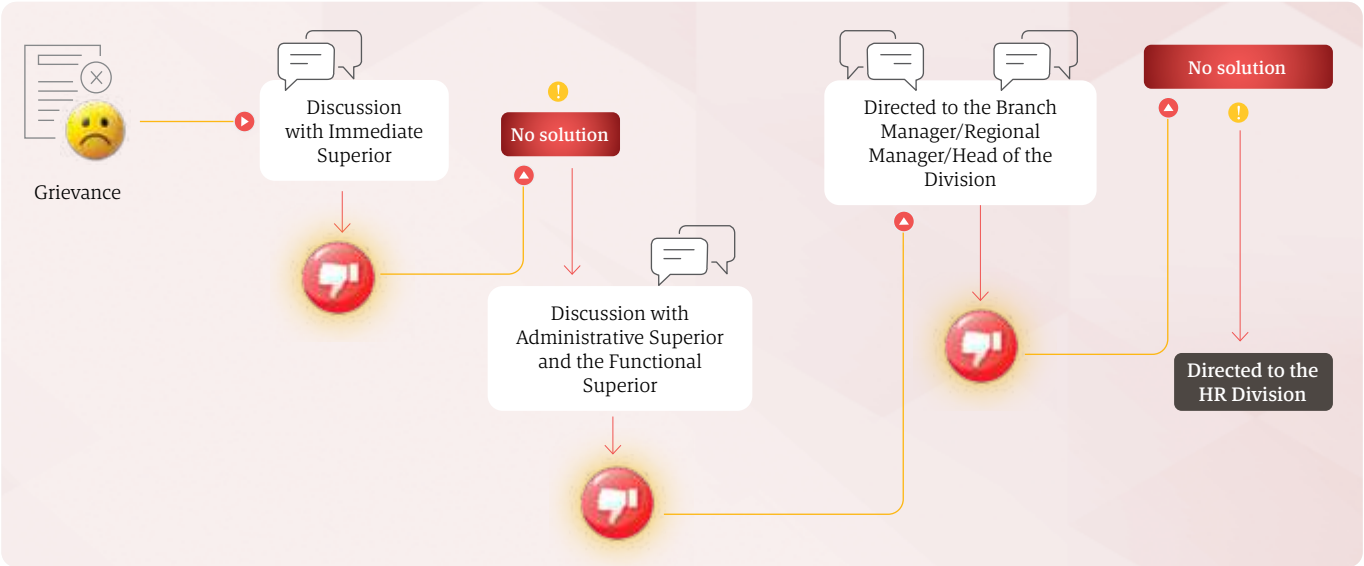 Grievance
Discussion
with Immediate
Superior
No solution
Discussion with
Administrative Superior
and the Functional
Superior
Directed to the Branch
Manager/Regional
Manager/Head of the
Division
No solution
Directed to the
HR Division